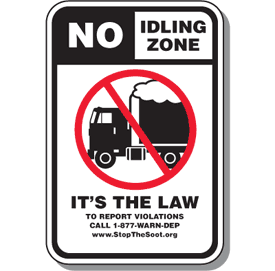 NO IDLING
ZONE
IT'S THE LAW
TO REPORT VIOLATIONS
CALL 1-877-WARN-DEP
www.StopTheSoot.org